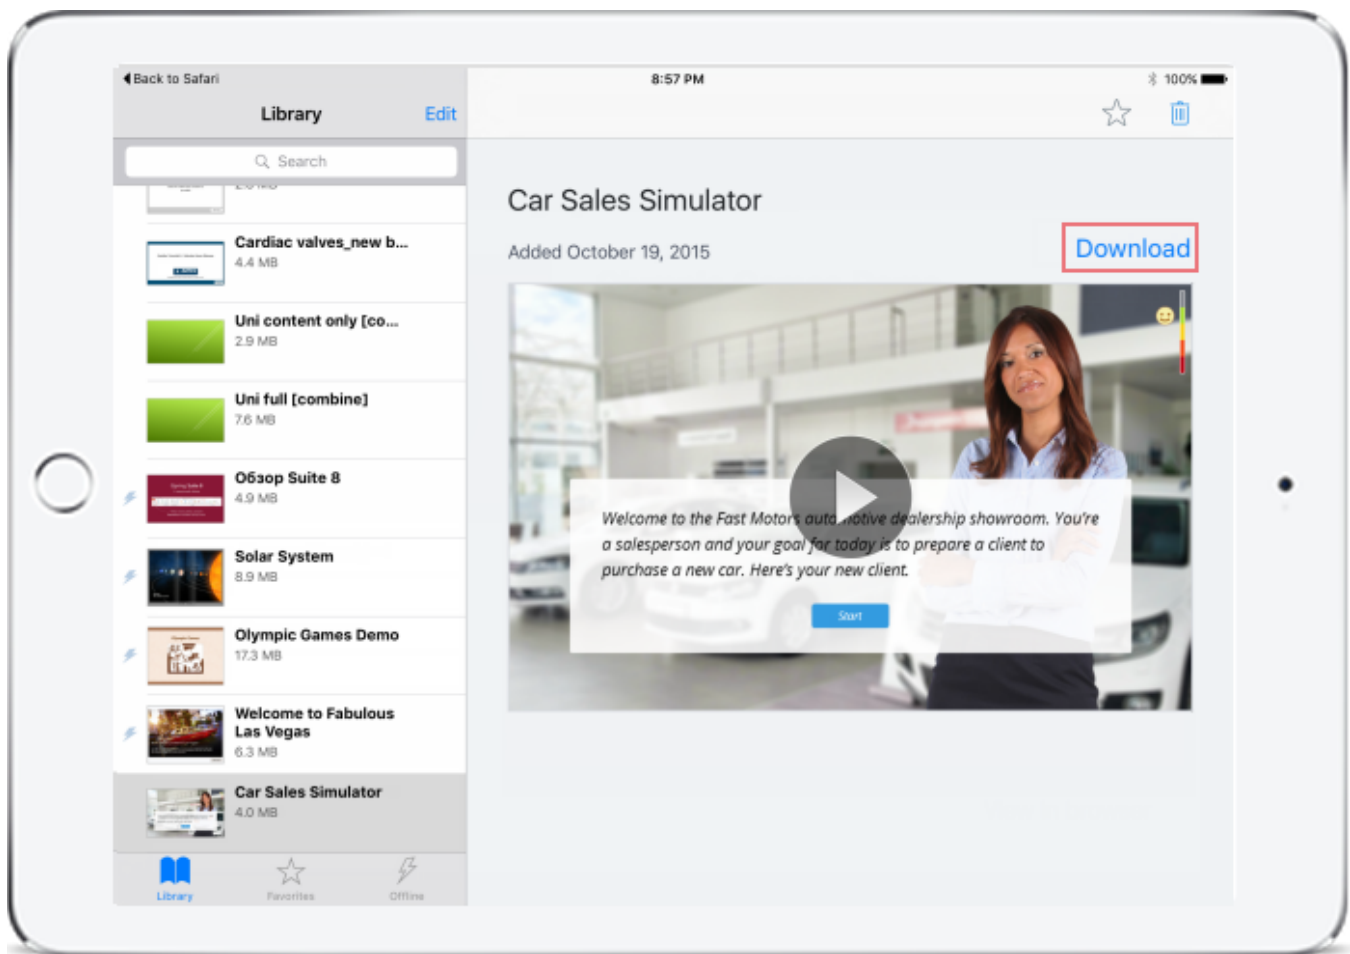 Back to Safari
8:57 PM
100%
Library
Edit
Search
Cardiac valves_new b...
4.4 MB
Uni content only [co...
2.9 MB
Uni full [combine]
7.6 MB
Обзор Suite 8
4.9 MB
Solar System
8.9 MB
Olympic Games Demo
17.3 MB
Welcome to Fabulous
Las Vegas
6.3 MB
Car Sales Simulator
4.0 MB
Library
Favorites
Offline
Car Sales Simulator
Added October 19, 2015
Download
Welcome to the Fast Motors automotive dealership showroom. You're
a salesperson and your goal for today is to prepare a client to
purchase a new car. Here's your new client.
Start